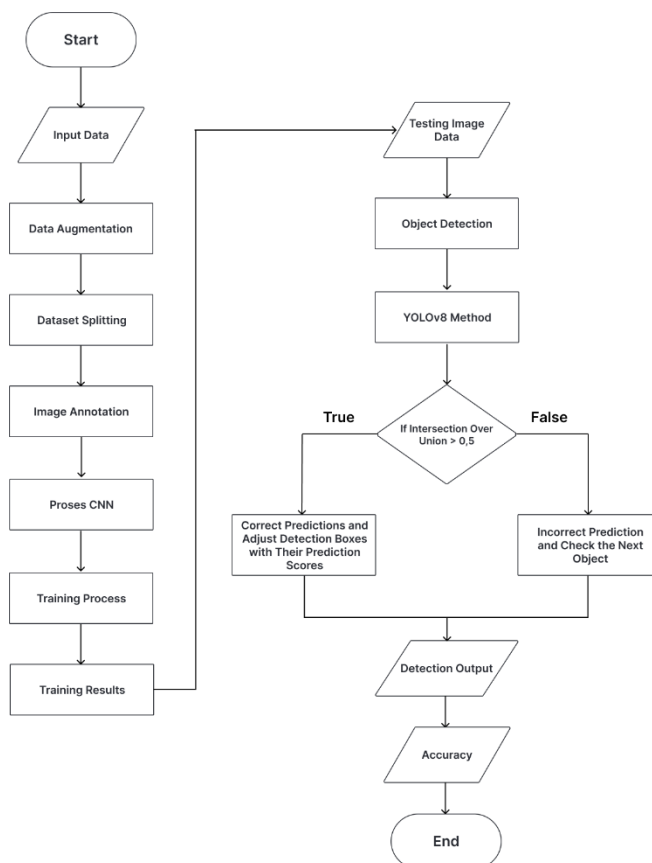 Start
Input Data
Data Augmentation
Dataset Splitting
Image Annotation
Proses CNN
Training Process
Training Results
Testing Image
Data
Object Detection
YOLOv8 Method
If Intersection Over
Union > 0,5
True
False
Correct Predictions and
Adjust Detection Boxes
with Their Prediction
Scores
Incorrect Prediction
and Check the Next
Object
Detection Output
Accuracy
End